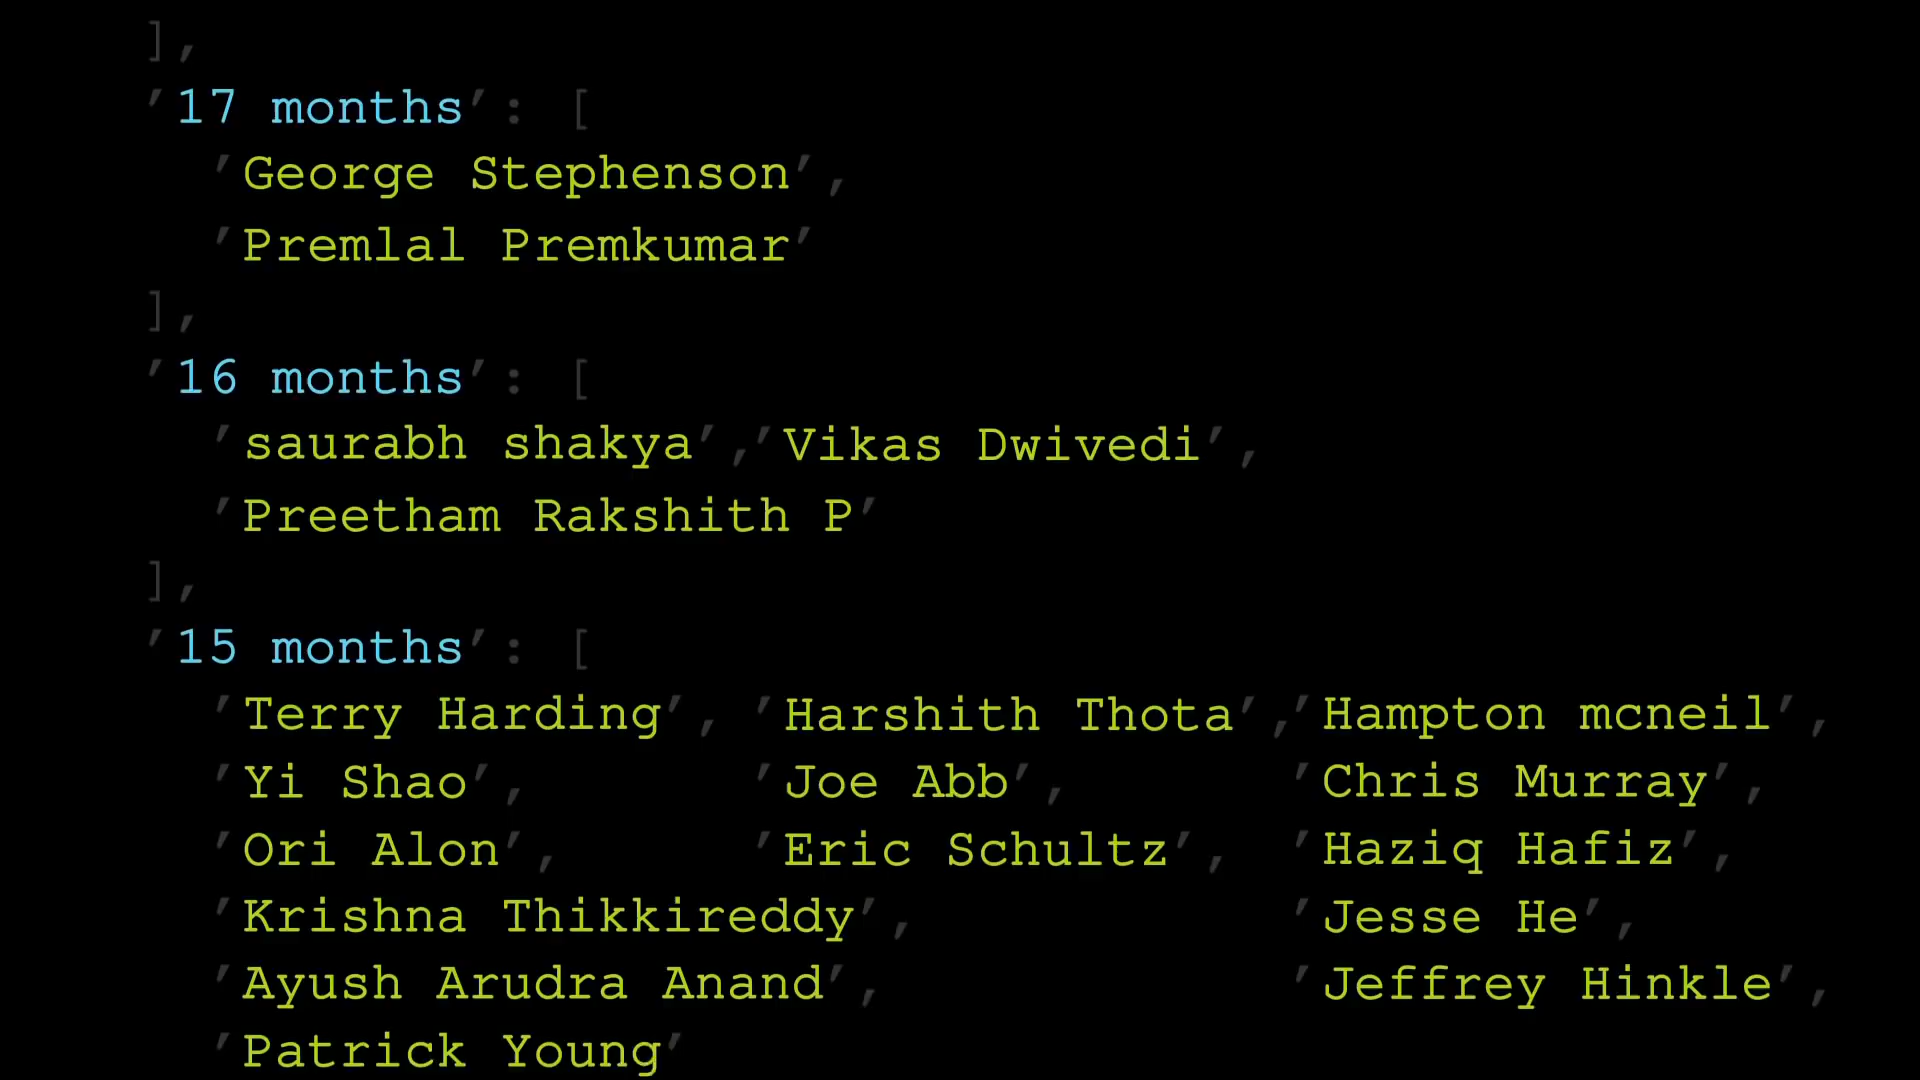 ],
'17 months': [
'George Stephenson',
'Premlal Premkumar'
],
'16 months': [
'saurabh shakya','Vikas Dwivedi',
'Preetham Rakshith P'
],
'15 months': [
'Terry Harding', 'Harshith Thota','Hampton mcneil',
'Yi Shao', 'Joe Abb', 'Chris Murray',
'Ori Alon', 'Eric Schultz', 'Haziq Hafiz',
'Krishna Thikkireddy', 'Jesse He',
'Ayush Arudra Anand', 'Jeffrey Hinkle',
'Patrick Young'